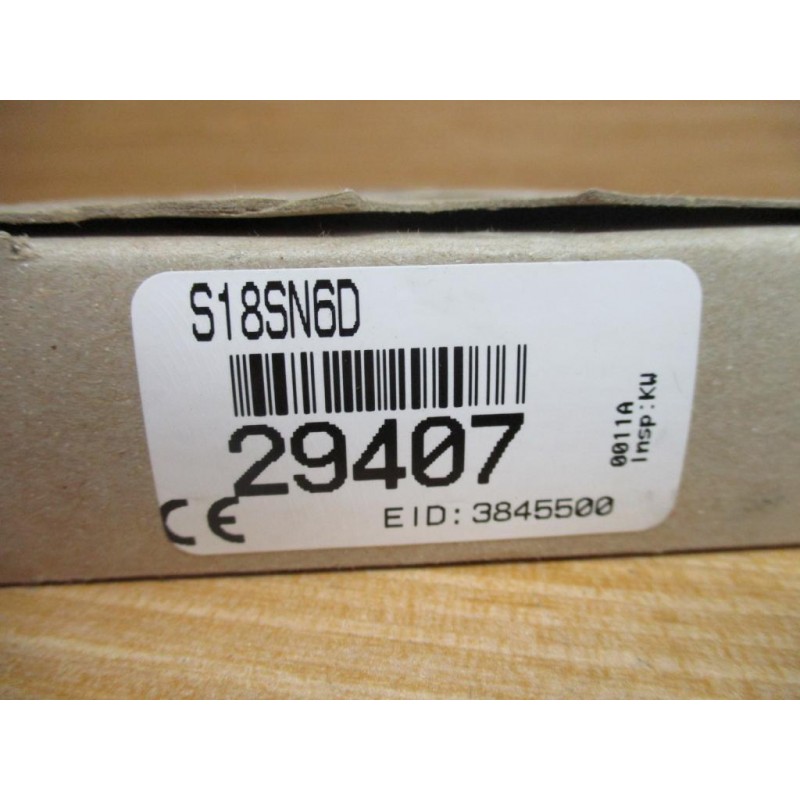 S18SN6D
29407
CE
EID: 3845500
0011A
Insp:KW